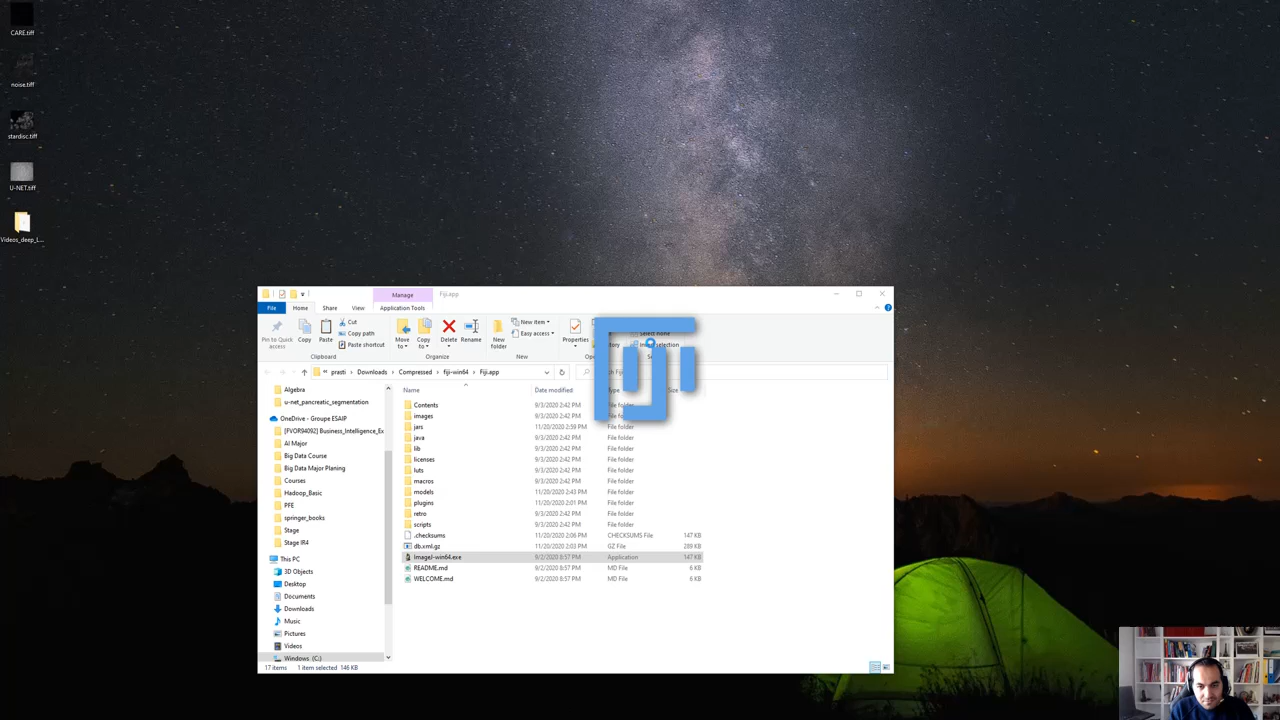 CARE.tiff
noise.tiff
stardisc.tiff
U-NET.tiff
Videos_deep_L...
Manage
Fiji.app
File
Home
Share
View
Application Tools
Pin to Quick access
Copy
Paste
Cut
Copy path
Paste shortcut
Clipboard
Move to
Copy to
Delete
Rename
Organize
New folder
New item
Easy access
New
Properties
Select none
Invert selection
prasti > Downloads > Compressed > fiji-win64 > Fiji.app
Name
Date modified
Type
Size
Algebra
u-net_pancreatic_segmentation
OneDrive - Groupe ESAIP
[FVOR94092] Business_Intelligence_Ex
AI Major
Big Data Course
Big Data Major Planing
Courses
Hadoop_Basic
PFE
springer_books
Stage
Stage IR4
This PC
3D Objects
Desktop
Documents
Downloads
Music
Pictures
Videos
Windows (C:)
Contents 9/3/2020 2:42 PM File folder
images 9/3/2020 2:42 PM File folder
jars 11/20/2020 2:59 PM File folder
java 9/3/2020 2:42 PM File folder
lib 9/3/2020 2:42 PM File folder
licenses 9/3/2020 2:42 PM File folder
luts 9/3/2020 2:42 PM File folder
macros 9/3/2020 2:42 PM File folder
models 11/20/2020 2:43 PM File folder
plugins 11/20/2020 2:01 PM File folder
retro 9/3/2020 2:42 PM File folder
scripts 9/3/2020 2:42 PM File folder
.checksums 11/20/2020 2:06 PM CHECKSUMS File 147 KB
db.xml.gz 11/20/2020 2:03 PM GZ File 289 KB
ImageJ-win64.exe 9/2/2020 8:57 PM Application 147 KB
README.md 9/2/2020 8:57 PM MD File 6 KB
WELCOME.md 9/2/2020 8:57 PM MD File 6 KB
17 items 1 item selected 146 KB